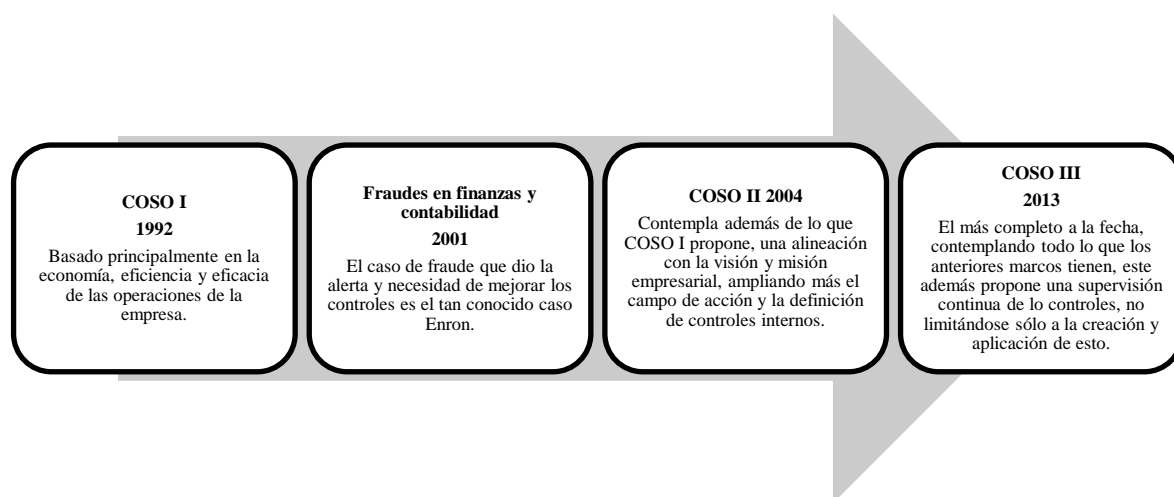 COSO I
1992
Basado principalmente en la
economía, eficiencia y eficacia
de las operaciones de la
empresa.
Fraudes en finanzas y
contabilidad
2001
El caso de fraude que dio la
alerta y necesidad de mejorar los
controles es el tan conocido caso
Enron.
COSO II 2004
Contempla además de lo que
COSO I propone, una alineación
con la visión y misión
empresarial, ampliando más el
campo de acción y la definición
de controles internos.
COSO III
2013
El más completo a la fecha,
contemplando todo lo que los
anteriores marcos tienen, este
además propone una supervisión
continua de lo controles, no
limitándose sólo a la creación y
aplicación de esto.